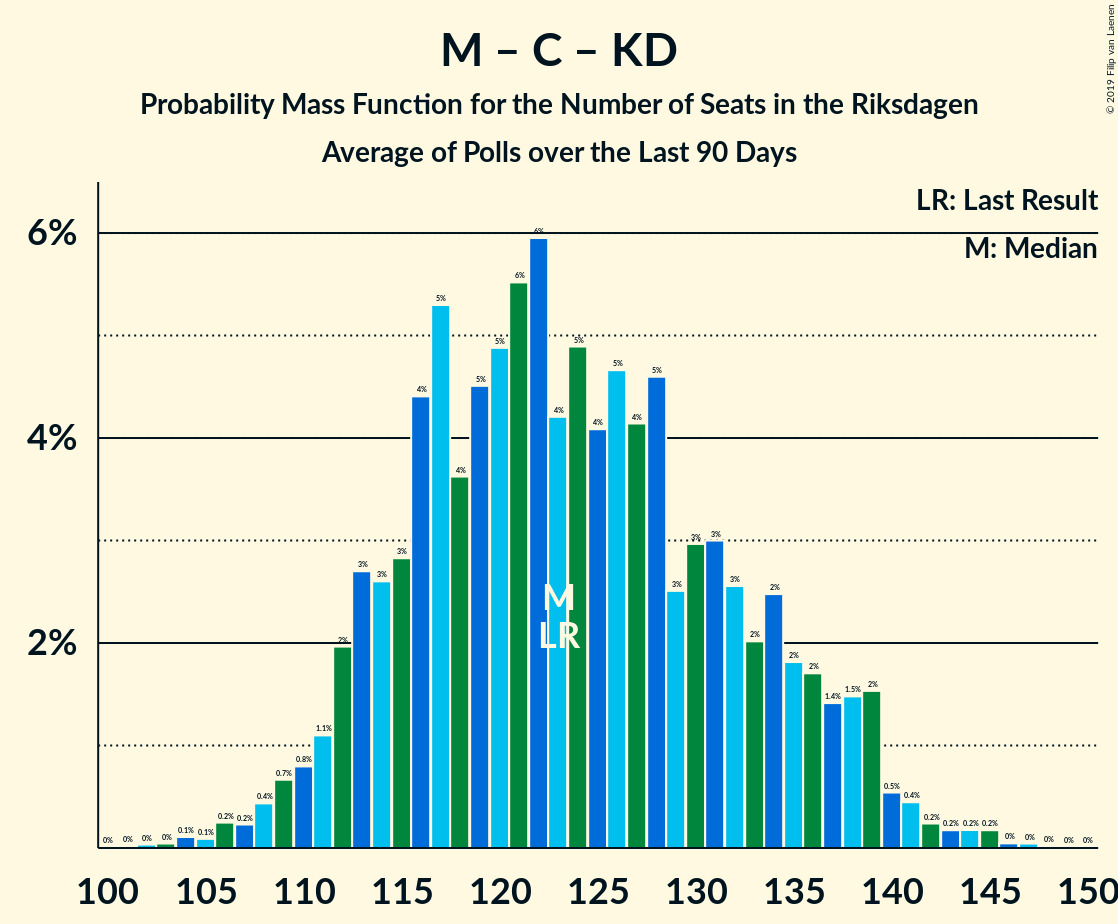 M – C – KD
Probability Mass Function for the Number of Seats in the Riksdagen
Average of Polls over the Last 90 Days
© 2019 Filip van Laenen
LR: Last Result
M: Median
6%
4%
2%
0% 0% 0% 0% 0.1% 0.1% 0.2% 0.2% 0.4% 0.7% 0.8% 1.1% 2% 3% 3% 3% 4% 5% 4% 5% 5% 6% 6% 4% 5% 4% 5% 4% 5% 3% 3% 3% 3% 2% 2% 2% 2% 1.4% 1.5% 2% 0.5% 0.4% 0.2% 0.2% 0.2% 0.2% 0% 0% 0% 0% 0%
M
LR
100 105 110 115 120 125 130 135 140 145 150